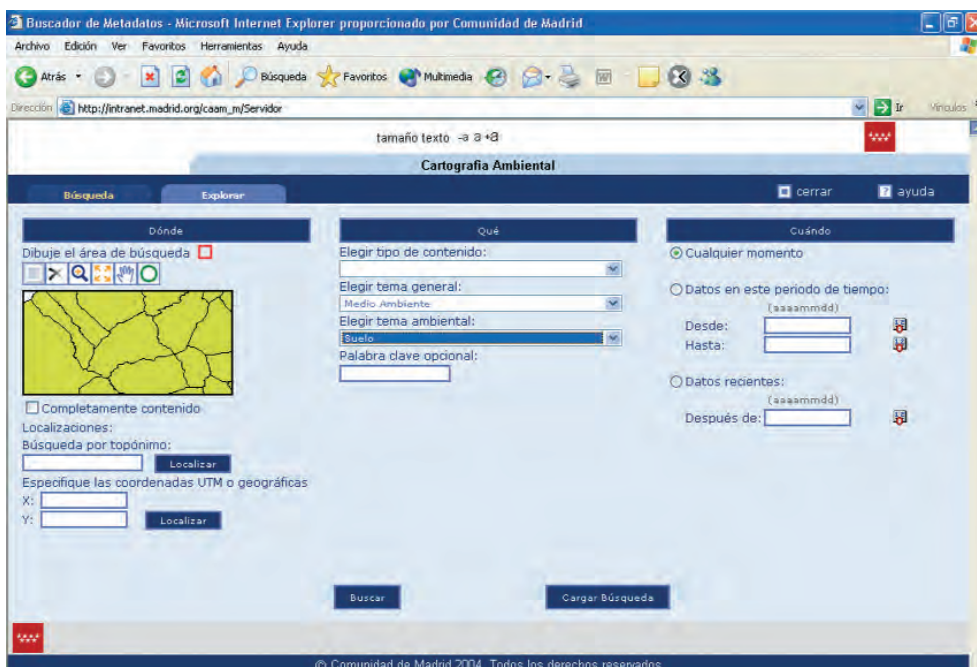 Buscador de Metadatos - Microsoft Internet Explorer proporcionado por Comunidad de Madrid
Archivo Edición Ver Favoritos Herramientas Ayuda
Atrás Búsqueda Favoritos Multimedia
Dirección http://intranet.madrid.org/caam_m/Servidor Ir Vínculos
tamaño texto -a a +a
Cartografia Ambiental
Búsqueda Explorar cerrar ? ayuda
Dónde Qué Cuándo
Dibuje el área de búsqueda
Elegir tipo de contenido:
Elegir tema general:
Medio Ambiente
Elegir tema ambiental:
Suelo
Palabra clave opcional:
Cualquier momento
Datos en este periodo de tiempo:
(aaaammdd)
Desde:
Hasta:
Datos recientes:
(aaaammdd)
Después de:
Completamente contenido
Localizaciones:
Búsqueda por topónimo:
Localizar
Especifique las coordenadas UTM o geográficas
X:
Y: Localizar
Buscar Cargar Búsqueda
© Comunidad de Madrid 2004. Todos los derechos reservados